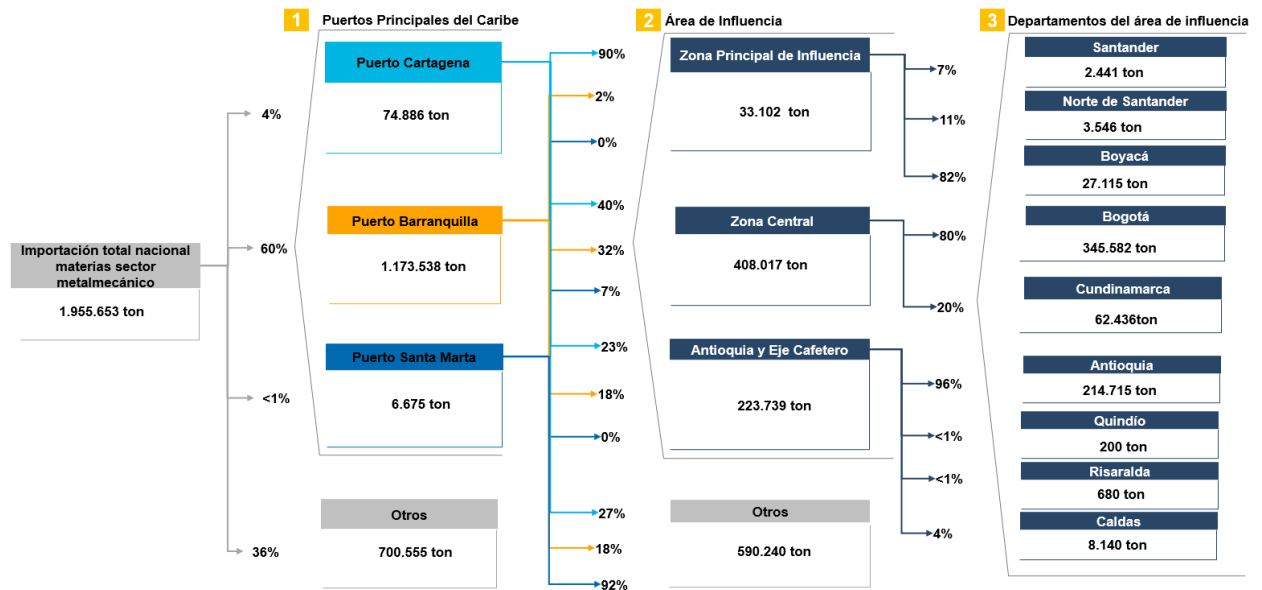 1 Puertos Principales del Caribe
2 Área de Influencia
3 Departamentos del área de influencia
Importación total nacional
materias sector
metalmecánico
1.955.653 ton
4%
60%
<1%
36%
Puerto Cartagena
74.886 ton
Puerto Barranquilla
1.173.538 ton
Puerto Santa Marta
6.675 ton
Otros
700.555 ton
90%
2%
0%
40%
32%
7%
23%
18%
0%
27%
18%
92%
Zona Principal de Influencia
33.102 ton
Zona Central
408.017 ton
Antioquia y Eje Cafetero
223.739 ton
Otros
590.240 ton
7%
11%
82%
80%
20%
96%
<1%
<1%
4%
Santander
2.441 ton
Norte de Santander
3.546 ton
Boyacá
27.115 ton
Bogotá
345.582 ton
Cundinamarca
62.436ton
Antioquia
214.715 ton
Quindío
200 ton
Risaralda
680 ton
Caldas
8.140 ton